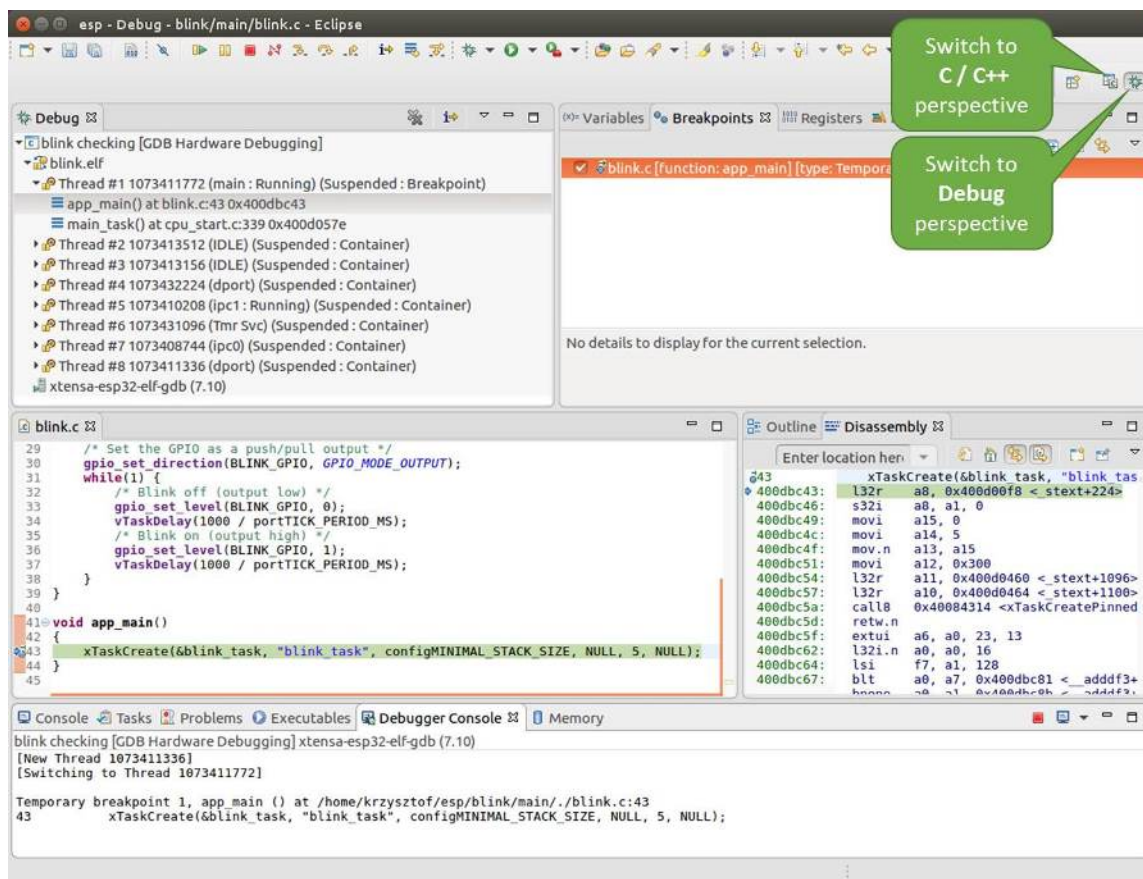 esp - Debug - blink/main/blink.c - Eclipse
Switch to
C / C++
perspective
Debug
Variables
Breakpoints
Registers
blink checking [GDB Hardware Debugging]
blink.elf
Thread #1 1073411772 (main : Running) (Suspended : Breakpoint)
app_main() at blink.c:43 0x400dbc43
main_task() at cpu_start.c:339 0x400d057e
Thread #2 1073413512 (IDLE) (Suspended : Container)
Thread #3 1073413156 (IDLE) (Suspended : Container)
Thread #4 1073432224 (dport) (Suspended : Container)
Thread #5 1073410208 (ipc1 : Running) (Suspended : Container)
Thread #6 1073431096 (Tmr Svc) (Suspended : Container)
Thread #7 1073408744 (ipc0) (Suspended : Container)
Thread #8 1073411336 (dport) (Suspended : Container)
xtensa-esp32-elf-gdb (7.10)
blink.c [function: app_main] [type: Tempora
Switch to
Debug
perspective
No details to display for the current selection.
blink.c
29 /* Set the GPIO as a push/pull output */
30 gpio_set_direction(BLINK_GPIO, GPIO_MODE_OUTPUT);
31 while(1) {
32 /* Blink off (output low) */
33 gpio_set_level(BLINK_GPIO, 0);
34 vTaskDelay(1000 / portTICK_PERIOD_MS);
35 /* Blink on (output high) */
36 gpio_set_level(BLINK_GPIO, 1);
37 vTaskDelay(1000 / portTICK_PERIOD_MS);
38 }
39 }
40
41 void app_main()
42 {
43 xTaskCreate(&blink_task, "blink_task", configMINIMAL_STACK_SIZE, NULL, 5, NULL);
44 }
45
Outline Disassembly
Enter location her
43 xTaskCreate(&blink_task, "blink_tas
400dbc43: l32r a8, 0x400d00f8 <_stext+224>
400dbc46: s32i a8, a1, 0
400dbc49: movi a15, 0
400dbc4c: movi a14, 5
400dbc4f: mov.n a13, a15
400dbc51: movi a12, 0x300
400dbc54: l32r a11, 0x400d0460 <_stext+1096>
400dbc57: l32r a10, 0x400d0464 <_stext+1100>
400dbc5a: call8 0x40084314 <xTaskCreatePinned
400dbc5d: retw.n
400dbc5f: extui a6, a0, 23, 13
400dbc62: l32i.n a0, a0, 16
400dbc64: lsi f7, a1, 128
400dbc67: blt a0, a7, 0x400dbc81 <__adddf3+
Console Tasks Problems Executables Debugger Console Memory
blink checking [GDB Hardware Debugging] xtensa-esp32-elf-gdb (7.10)
[New Thread 1073411336]
[Switching to Thread 1073411772]
Temporary breakpoint 1, app_main () at /home/krzysztof/esp/blink/main/./blink.c:43
43 xTaskCreate(&blink_task, "blink_task", configMINIMAL_STACK_SIZE, NULL, 5, NULL);